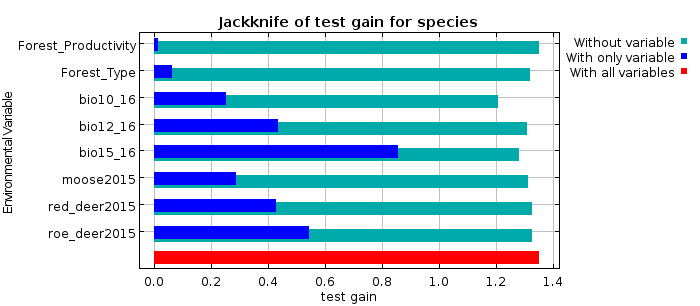 Jackknife of test gain for species
Environmental Variable
Forest_Productivity
Forest_Type
bio10_16
bio12_16
bio15_16
moose2015
red_deer2015
roe_deer2015
0.0 0.2 0.4 0.6 0.8 1.0 1.2 1.4
test gain
Without variable
With only variable
With all variables